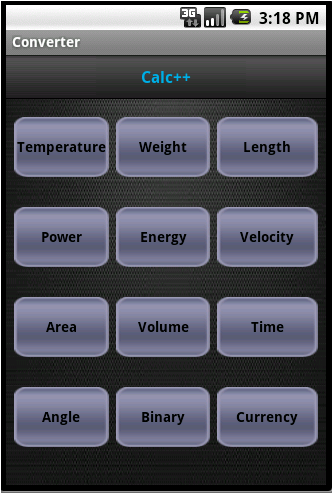 3G 3:18 PM
Converter
Calc++
Temperature Weight Length
Power Energy Velocity
Area Volume Time
Angle Binary Currency